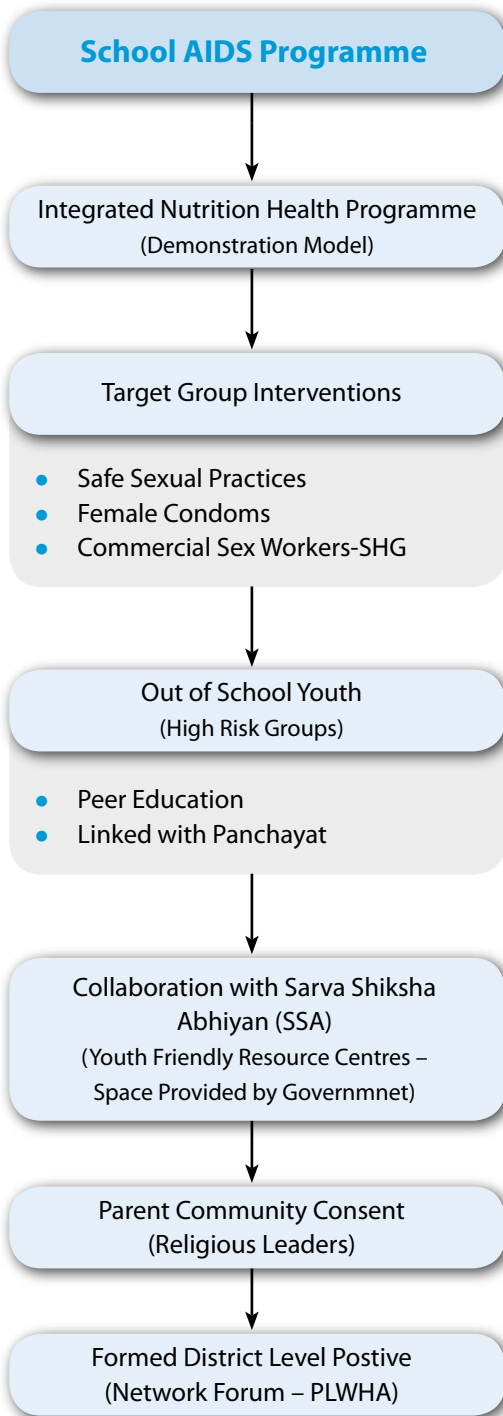 School AIDS Programme
Integrated Nutrition Health Programme
(Demonstration Model)
Target Group Interventions
• Safe Sexual Practices
• Female Condoms
• Commercial Sex Workers-SHG
Out of School Youth
(High Risk Groups)
• Peer Education
• Linked with Panchayat
Collaboration with Sarva Shiksha
Abhiyan (SSA)
(Youth Friendly Resource Centres –
Space Provided by Governmnet)
Parent Community Consent
(Religious Leaders)
Formed District Level Postive
(Network Forum – PLWHA)